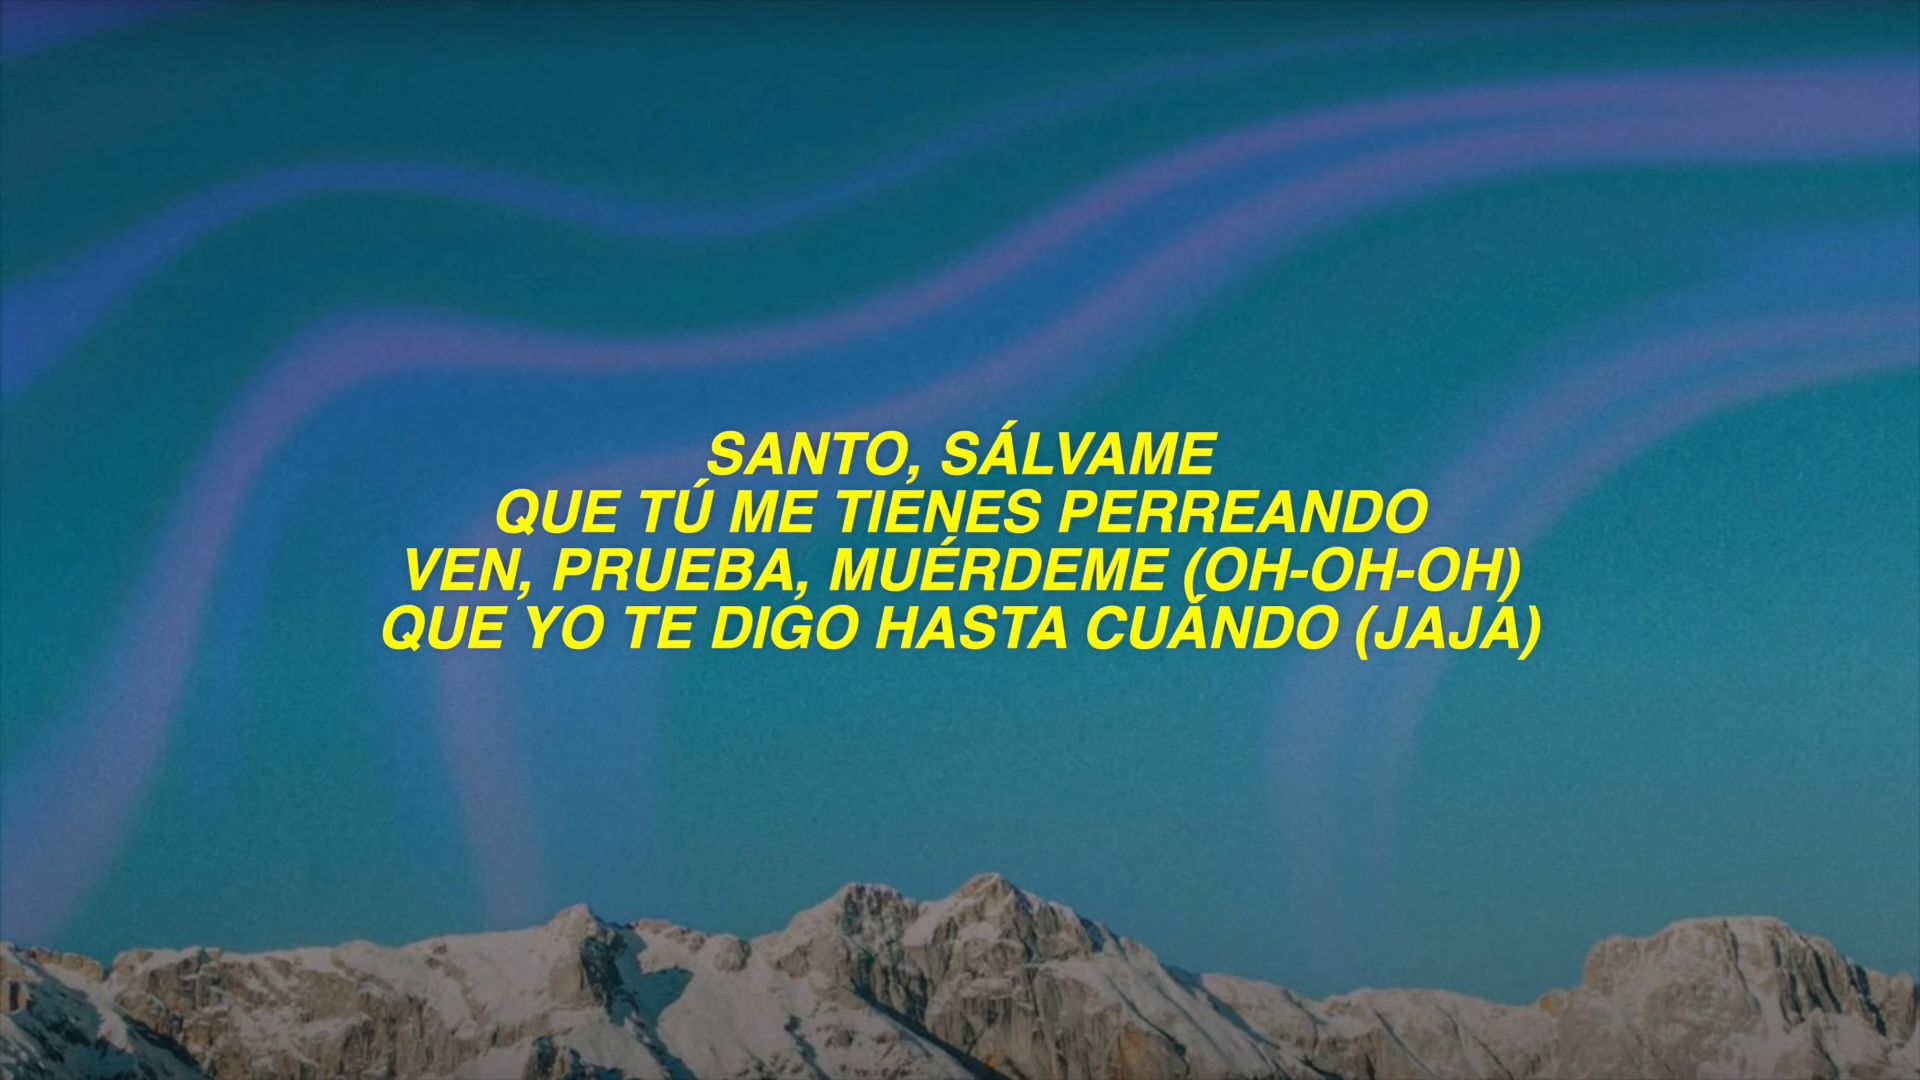 SANTO, SÁLVAME
QUE TÚ ME TIENES PERREANDO
VEN, PRUEBA, MUÉRDEME (OH-OH-OH)
QUE YO TE DIGO HASTA CUÁNDO (JAJÁ)